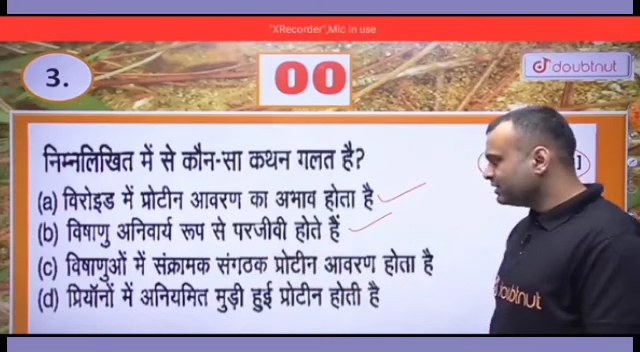 "XRecorder",Mic in use
3.
00
doubtnut
निम्नलिखित में से कौन-सा कथन गलत है?
(a) विरोइड में प्रोटीन आवरण का अभाव होता है
(b) विषाणु अनिवार्य रूप से परजीवी होते हैं
(c) विषाणुओं में संक्रामक संगठक प्रोटीन आवरण होता है
(d) प्रियॉनों में अनियमित मुड़ी हुई प्रोटीन होती है
doubtnut